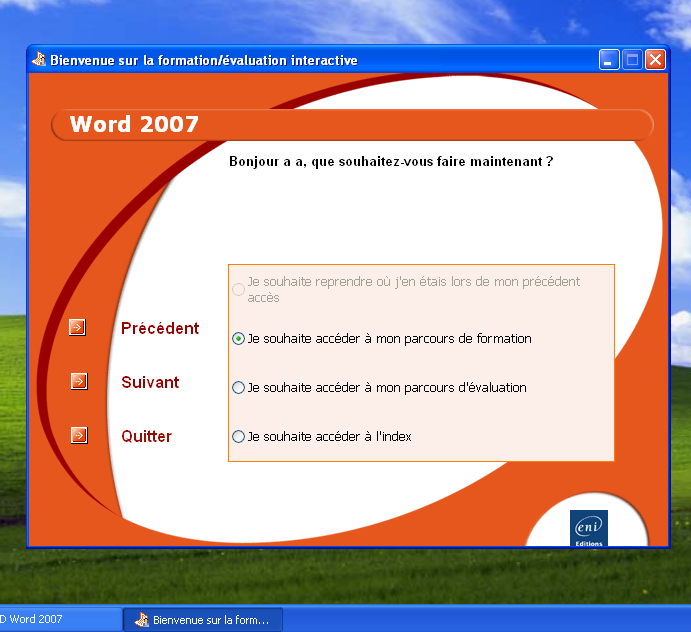 Bienvenue sur la formation/évaluation interactive
Word 2007
Bonjour a a, que souhaitez-vous faire maintenant ?
Je souhaite reprendre où j'en étais lors de mon précédent
accès
Précédent
Je souhaite accéder à mon parcours de formation
Suivant
Je souhaite accéder à mon parcours d'évaluation
Quitter
Je souhaite accéder à l'index
eni
Editions
D Word 2007
Bienvenue sur la form...